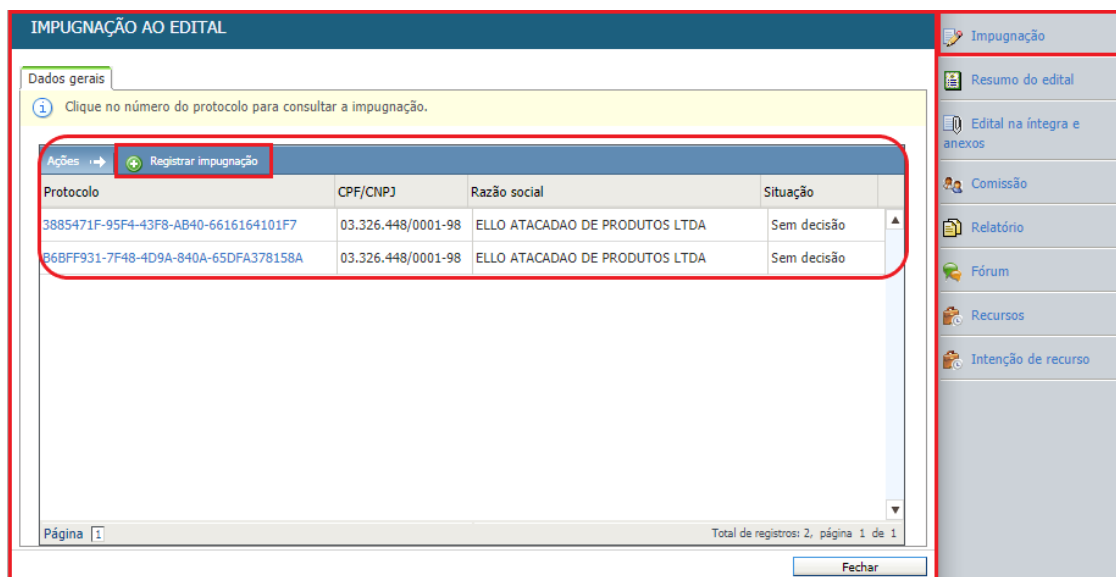 IMPUGNAÇÃO AO EDITAL
Dados gerais
Clique no número do protocolo para consultar a impugnação.
Ações
Registrar impugnação
Protocolo CPF/CNPJ Razão social Situação
3885471F-95F4-43F8-AB40-6616164101F7 03.326.448/0001-98 ELLO ATACADAO DE PRODUTOS LTDA Sem decisão
B6BFF931-7F48-4D9A-840A-65DFA378158A 03.326.448/0001-98 ELLO ATACADAO DE PRODUTOS LTDA Sem decisão
Página 1
Total de registros: 2, página 1 de 1
Fechar
Impugnação
Resumo do edital
Edital na íntegra e
anexos
Comissão
Relatório
Fórum
Recursos
Intenção de recurso